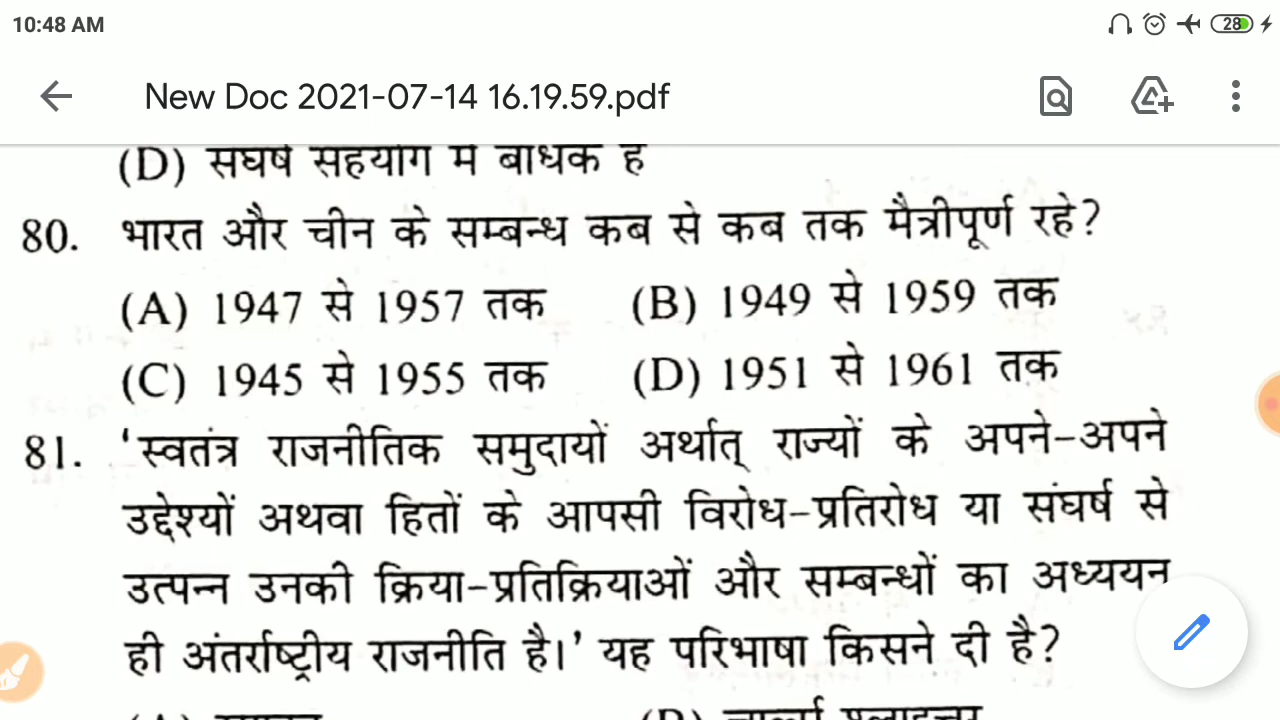 10:48 AM
28
New Doc 2021-07-14 16.19.59.pdf
(D) संघर्ष सहयोग में बाधक है
80. भारत और चीन के सम्बन्ध कब से कब तक मैत्रीपूर्ण रहे?
(A) 1947 से 1957 तक (B) 1949 से 1959 तक
(C) 1945 से 1955 तक (D) 1951 से 1961 तक
81. ‘स्वतंत्र राजनीतिक समुदायों अर्थात् राज्यों के अपने-अपने
उद्देश्यों अथवा हितों के आपसी विरोध-प्रतिरोध या संघर्ष से
उत्पन्न उनकी क्रिया-प्रतिक्रियाओं और सम्बन्धों का अध्ययन
ही अंतर्राष्ट्रीय राजनीति है।’ यह परिभाषा किसने दी है?
(A) (B)